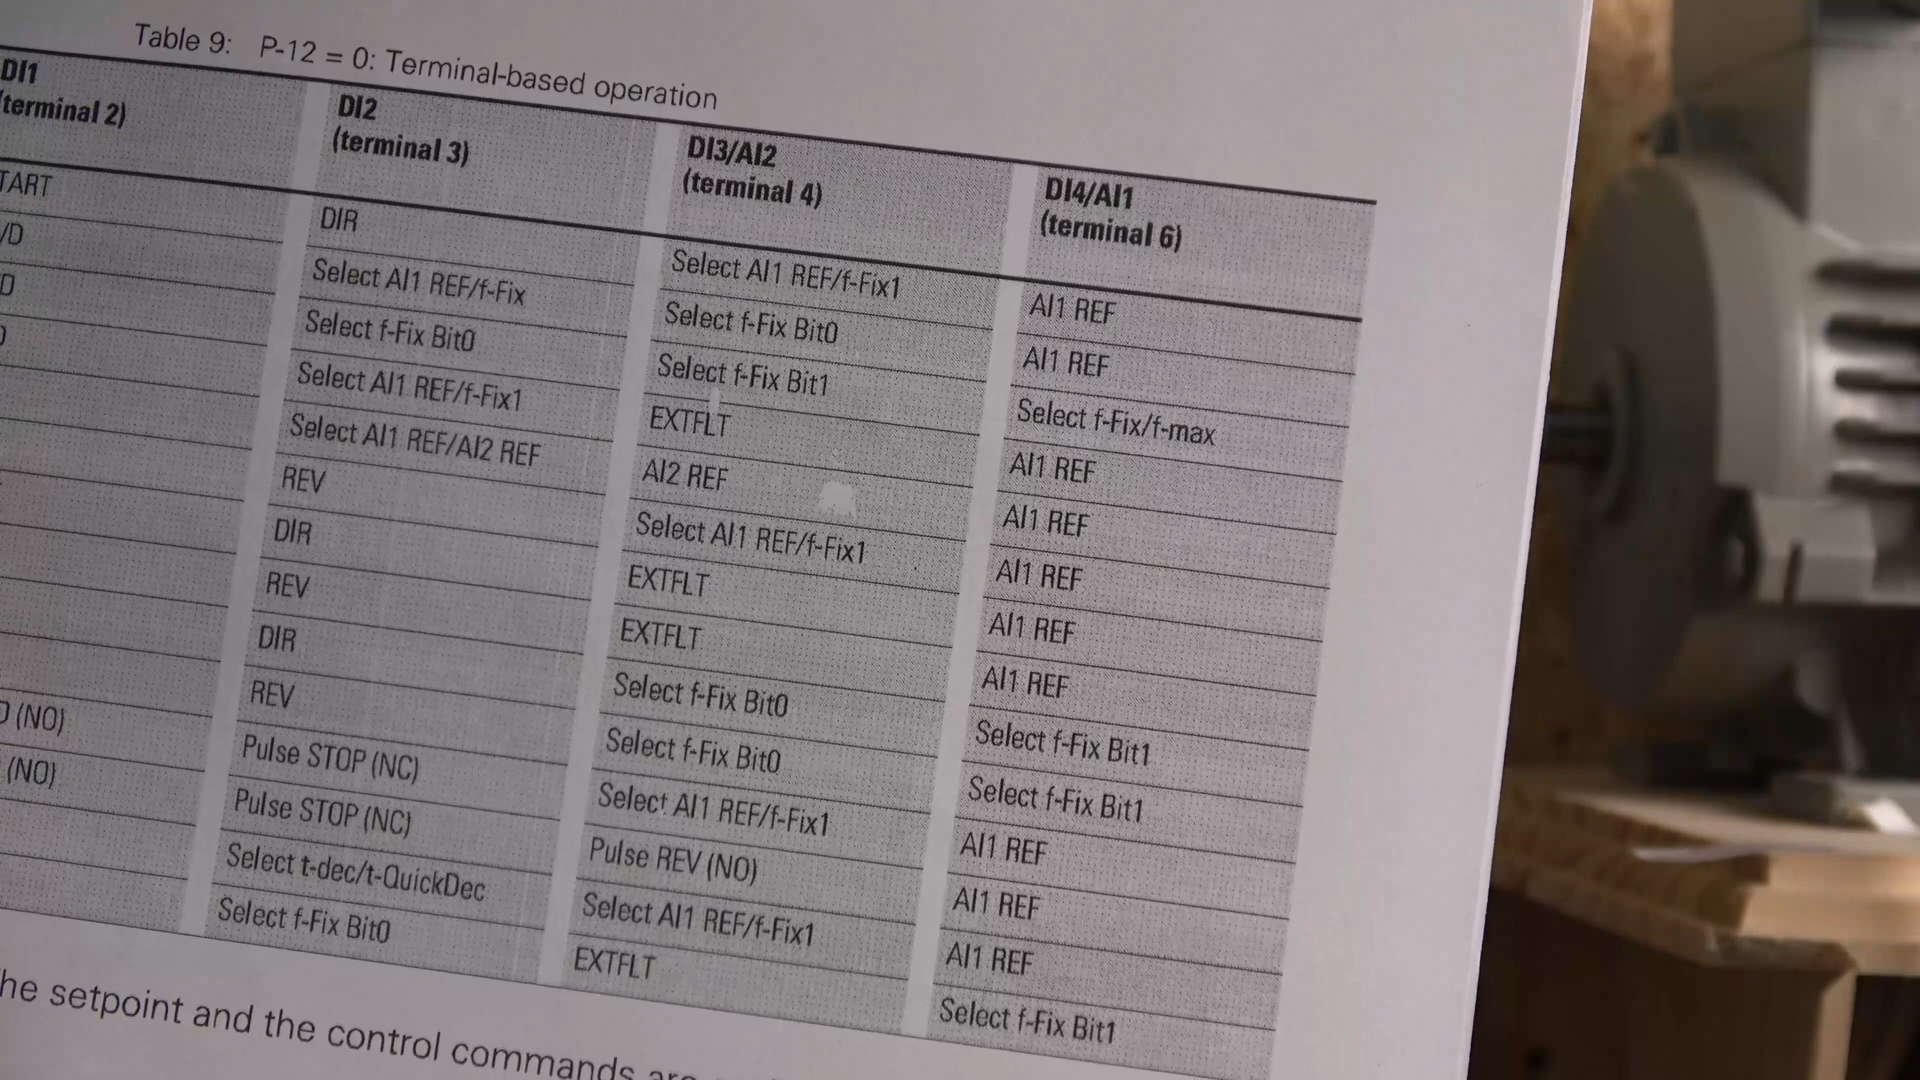 Table 9: P-12 = 0: Terminal-based operation
DI1 DI2 DI3/AI2 DI4/AI1
(terminal 2) (terminal 3) (terminal 4) (terminal 6)
TART DIR Select AI1 REF/f-Fix1 AI1 REF
/D Select AI1 REF/f-Fix Select f-Fix Bit0 AI1 REF
D Select f-Fix Bit0 Select f-Fix Bit1 Select f-Fix/f-max
Select AI1 REF/f-Fix1 EXTFLT AI1 REF
Select AI1 REF/AI2 REF AI2 REF AI1 REF
REV Select AI1 REF/f-Fix1 AI1 REF
DIR EXTFLT AI1 REF
REV EXTFLT AI1 REF
DIR Select f-Fix Bit0 Select f-Fix Bit1
REV Select f-Fix Bit0 Select f-Fix Bit1
(NO) Pulse STOP (NC) Select AI1 REF/f-Fix1 AI1 REF
(NO) Pulse STOP (NC) Pulse REV (NO) AI1 REF
Select t-dec/t-QuickDec Select AI1 REF/f-Fix1 AI1 REF
Select f-Fix Bit0 EXTFLT Select f-Fix Bit1
he setpoint and the control commands are